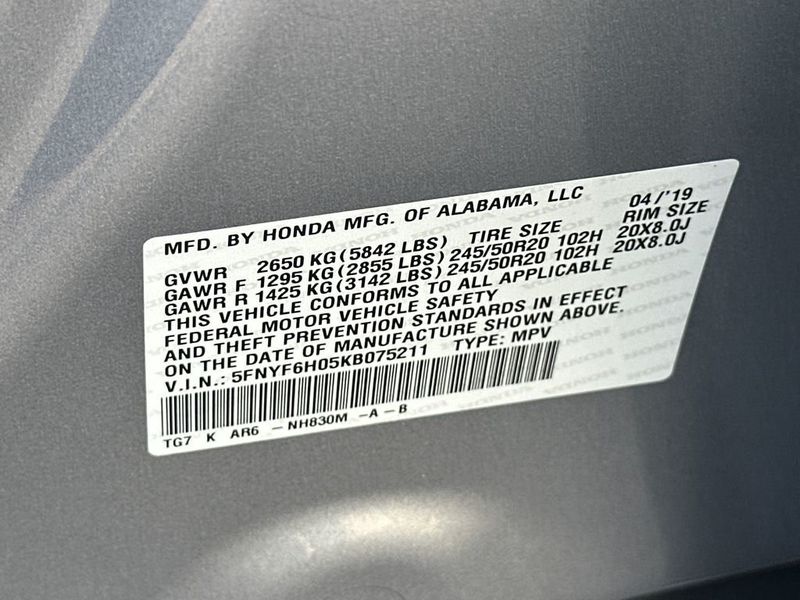 MFD. BY HONDA MFG. OF ALABAMA, LLC 04/'19
GVWR 2650 KG(5842 LBS) TIRE SIZE RIM SIZE
GAWR F 1295 KG(2855 LBS)245/50R20 102H 20X8.0J
GAWR R 1425 KG(3142 LBS)245/50R20 102H 20X8.0J
THIS VEHICLE CONFORMS TO ALL APPLICABLE
FEDERAL MOTOR VEHICLE SAFETY
AND THEFT PREVENTION STANDARDS IN EFFECT
ON THE DATE OF MANUFACTURE SHOWN ABOVE.
V.I.N.: 5FNYF6H05KB075211 TYPE: MPV
TG7 K AR6 - NH830M - A - B